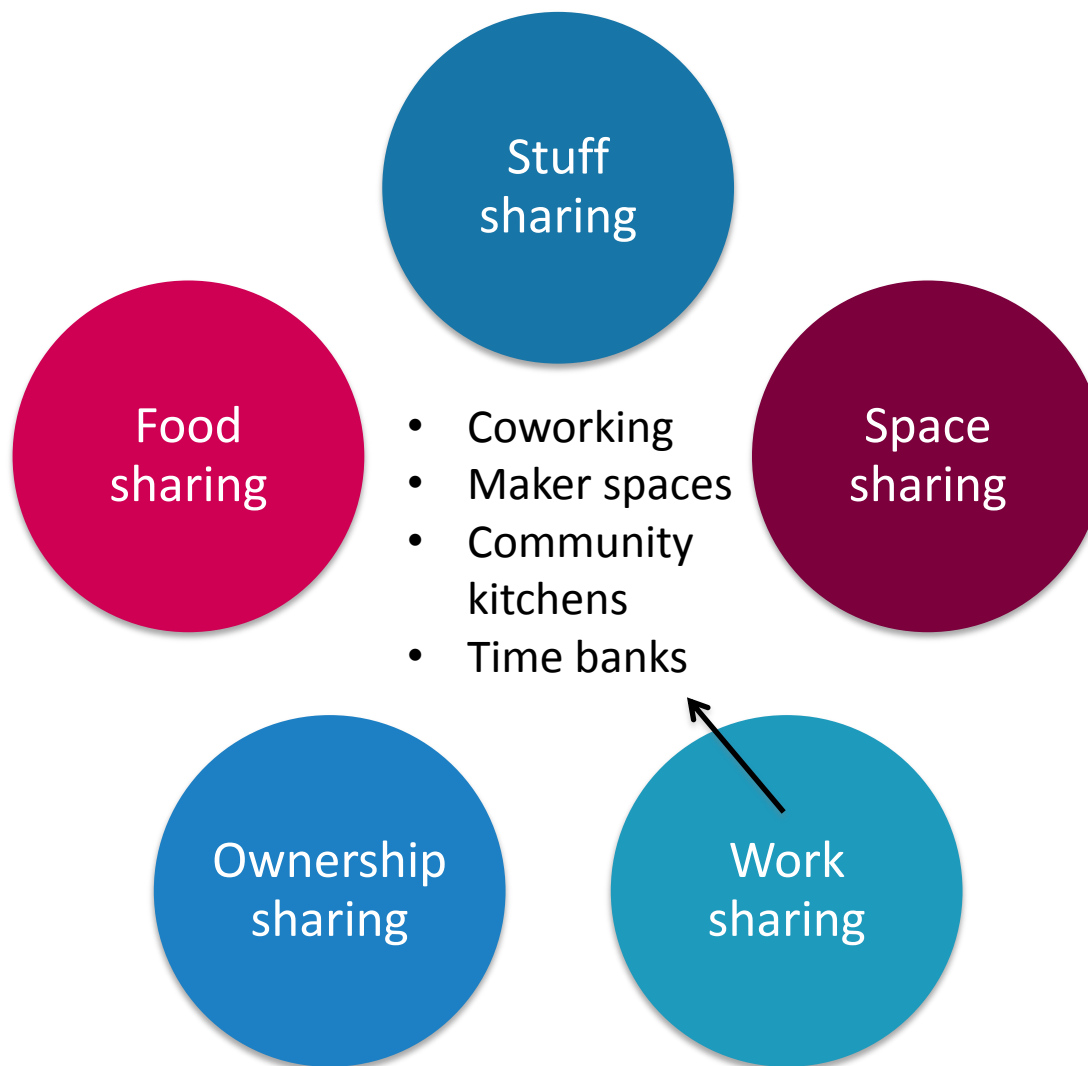 Stuff
sharing
Food
sharing
• Coworking
• Maker spaces
• Community
kitchens
• Time banks
Space
sharing
Ownership
sharing
Work
sharing